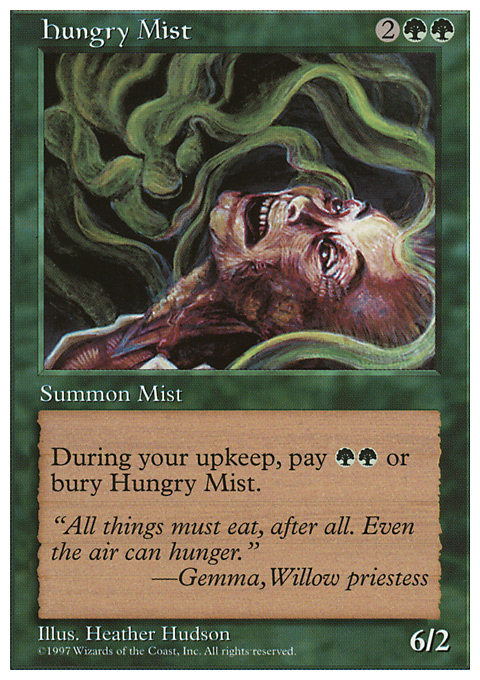 Hungry Mist 2
Summon Mist
During your upkeep, pay or
bury Hungry Mist.
“All things must eat, after all. Even
the air can hunger.”
—Gemma, Willow priestess
Illus. Heather Hudson
©1997 Wizards of the Coast, Inc. All rights reserved.
6/2